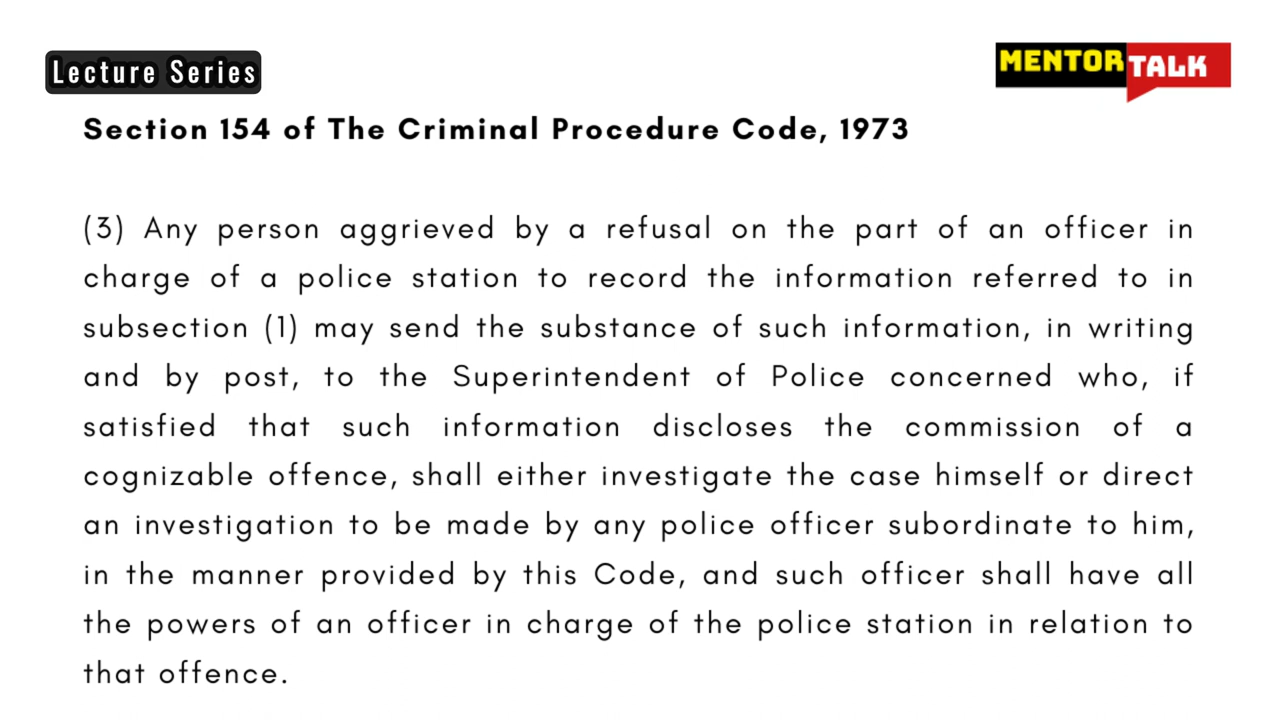 Lecture Series
MENTOR TALK
Section 154 of The Criminal Procedure Code, 1973
(3) Any person aggrieved by a refusal on the part of an officer in
charge of a police station to record the information referred to in
subsection (1) may send the substance of such information, in writing
and by post, to the Superintendent of Police concerned who, if
satisfied that such information discloses the commission of a
cognizable offence, shall either investigate the case himself or direct
an investigation to be made by any police officer subordinate to him,
in the manner provided by this Code, and such officer shall have all
the powers of an officer in charge of the police station in relation to
that offence.